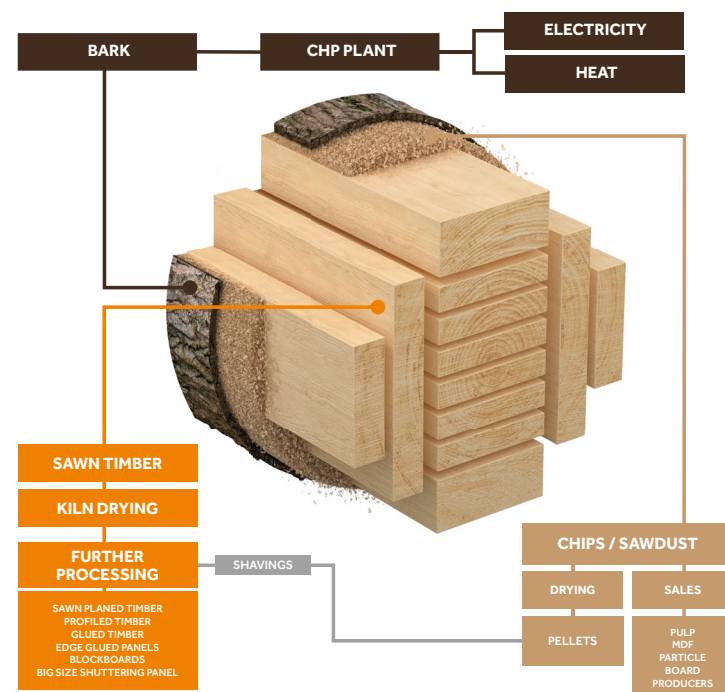 BARK
CHP PLANT
ELECTRICITY
HEAT
SAWN TIMBER
KILN DRYING
FURTHER
PROCESSING
SAWN PLANED TIMBER
PROFILED TIMBER
GLUED TIMBER
EDGE GLUED PANELS
BLOCKBOARDS
BIG SIZE SHUTTERING PANEL
SHAVINGS
CHIPS / SAWDUST
DRYING
PELLETS
SALES
PULP
MDF
PARTICLE
BOARD
PRODUCERS